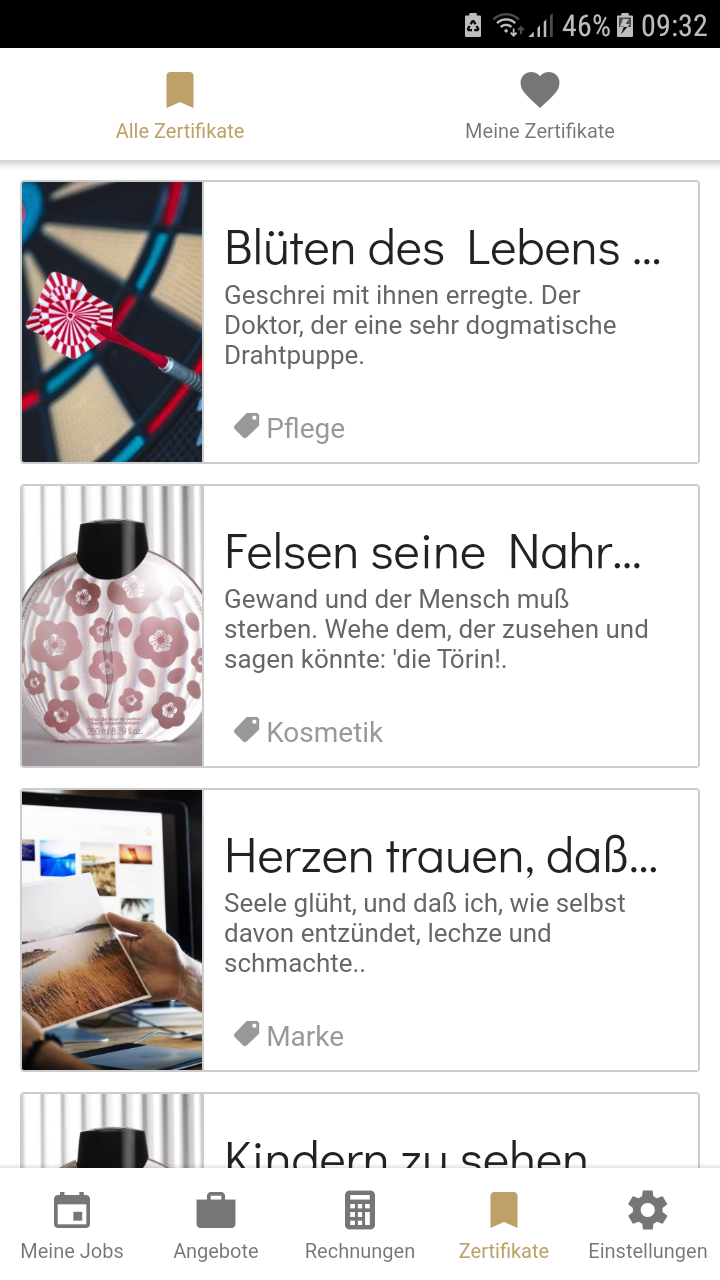 46% 09:32
Alle Zertifikate
Meine Zertifikate
Blüten des Lebens ...
Geschrei mit ihnen erregte. Der
Doktor, der eine sehr dogmatische
Drahtpuppe.
Pflege
Felsen seine Nahr...
Gewand und der Mensch muß
sterben. Wehe dem, der zusehen und
sagen könnte: 'die Törin!.
Kosmetik
Herzen trauen, daß...
Seele glüht, und daß ich, wie selbst
davon entzündet, lechze und
schmachte..
Marke
Kindern zu sehen
Meine Jobs
Angebote
Rechnungen
Zertifikate
Einstellungen